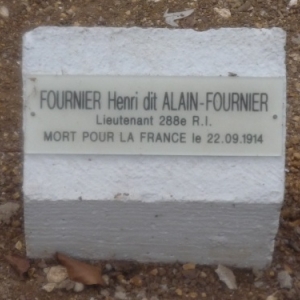 FOURNIER Henri dit ALAIN-FOURNIER
Lieutenant 288e R.I.
MORT POUR LA FRANCE le 22.09.1914